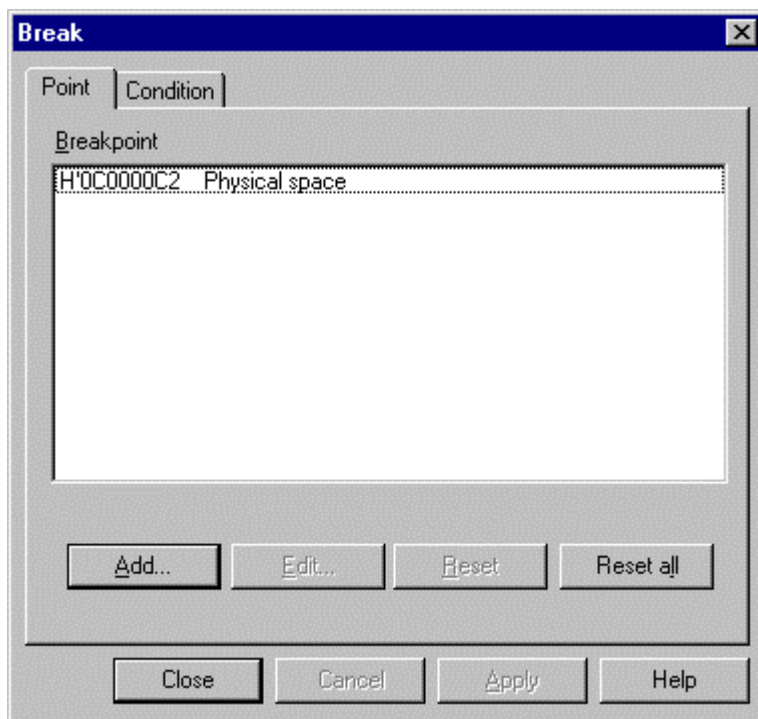 Break
Point Condition
Breakpoint
H'0C0000C2 Physical space
Add... Edit... Reset Reset all
Close Cancel Apply Help